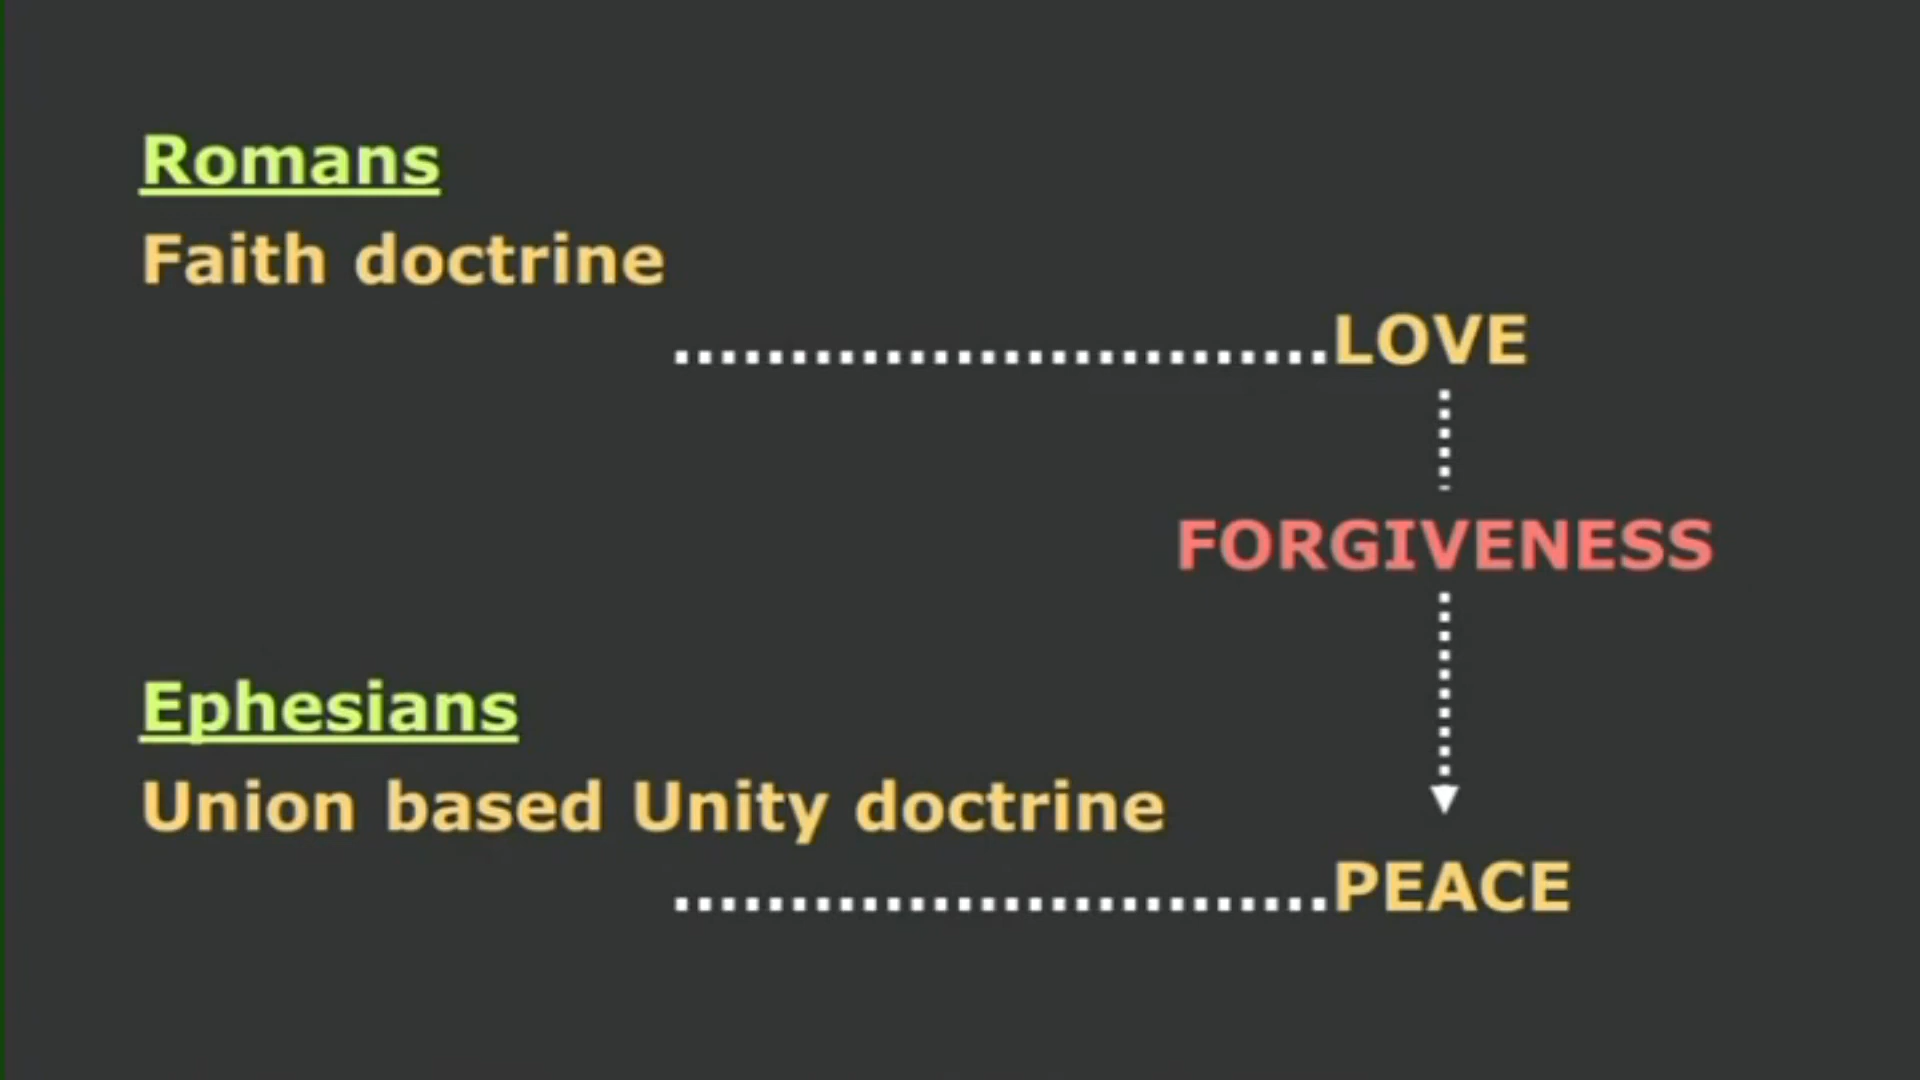 Romans
Faith doctrine
LOVE
FORGIVENESS
Ephesians
Union based Unity doctrine
PEACE